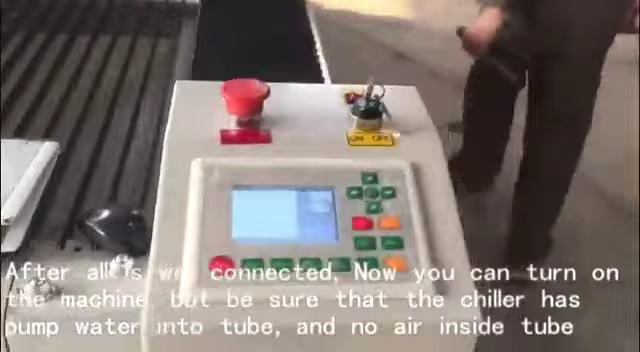 ON OFF
After all is well connected, Now you can turn on
the machine but be sure that the chiller has
pump water into tube, and no air inside tube